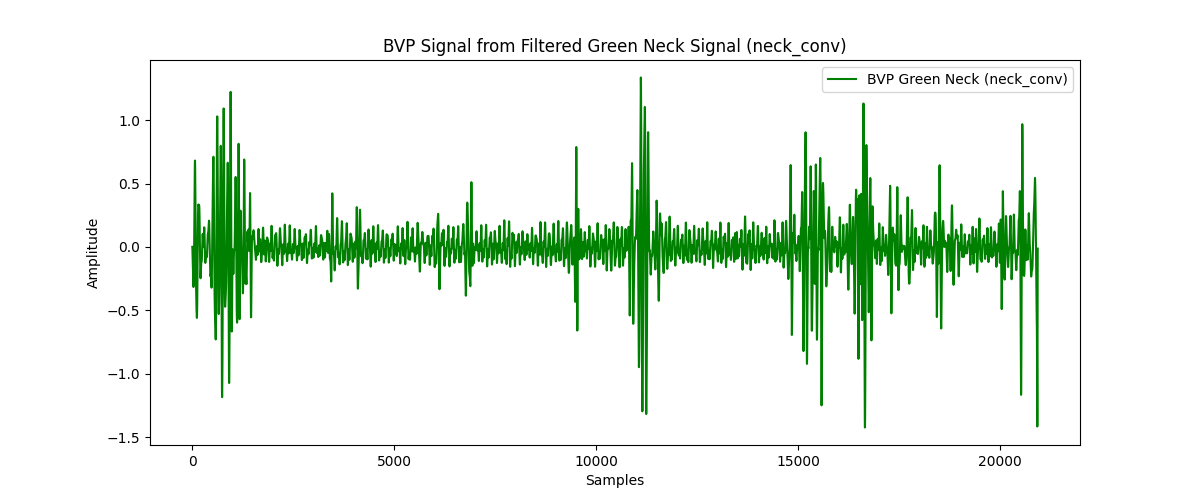 BVP Signal from Filtered Green Neck Signal (neck_conv)
BVP Green Neck (neck_conv)
Amplitude
1.0
0.5
0.0
−0.5
−1.0
−1.5
0 5000 10000 15000 20000
Samples